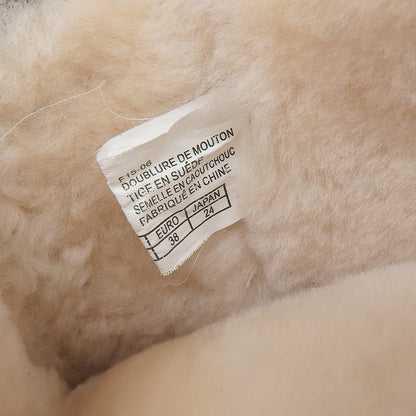 F15-06
DOUBLURE DE MOUTON
TIGE EN SUÈDE
SEMELLE EN CAOUTCHOUC
FABRIQUÉ EN CHINE
EURO JAPAN
38 24